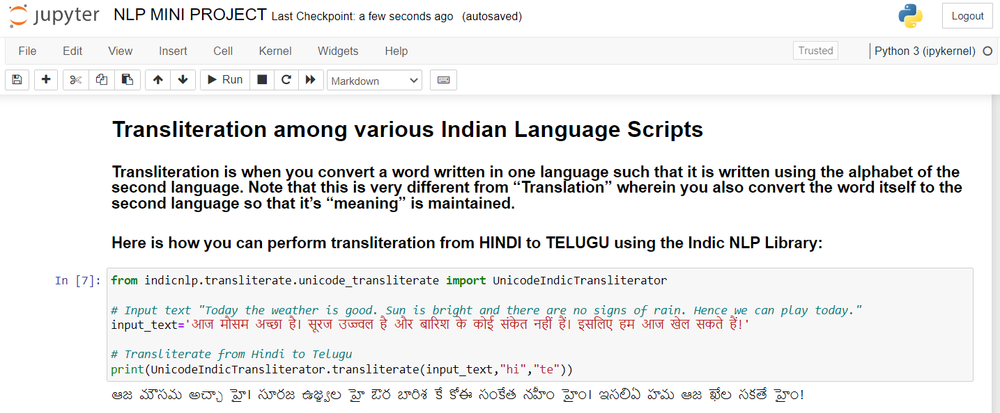 jupyter NLP MINI PROJECT Last Checkpoint: a few seconds ago (autosaved) Logout
File Edit View Insert Cell Kernel Widgets Help Trusted Python 3 (ipykernel)
Run Markdown
Transliteration among various Indian Language Scripts
Transliteration is when you convert a word written in one language such that it is written using the alphabet of the
second language. Note that this is very different from “Translation” wherein you also convert the word itself to the
second language so that it’s “meaning” is maintained.
Here is how you can perform transliteration from HINDI to TELUGU using the Indic NLP Library:
In [7]: from indicnlp.transliterate.unicode_transliterate import UnicodeIndicTransliterator
# Input text "Today the weather is good. Sun is bright and there are no signs of rain. Hence we can play today."
input_text='आज मौसम अच्छा है। सूरज उज्ज्वल है और बारिश के कोई संकेत नहीं हैं। इसलिए हम आज खेल सकते हैं!'
# Transliterate from Hindi to Telugu
print(UnicodeIndicTransliterator.transliterate(input_text,"hi","te"))
ఆజ మౌసమ అచ్ఛా హై। సూరజ ఉజ్జ్వల హై ఔర బారిశ కే కోఈ సంకేత నహీం హైం। ఇసలిఏ హమ ఆజ ఖేల సకతే హైం!